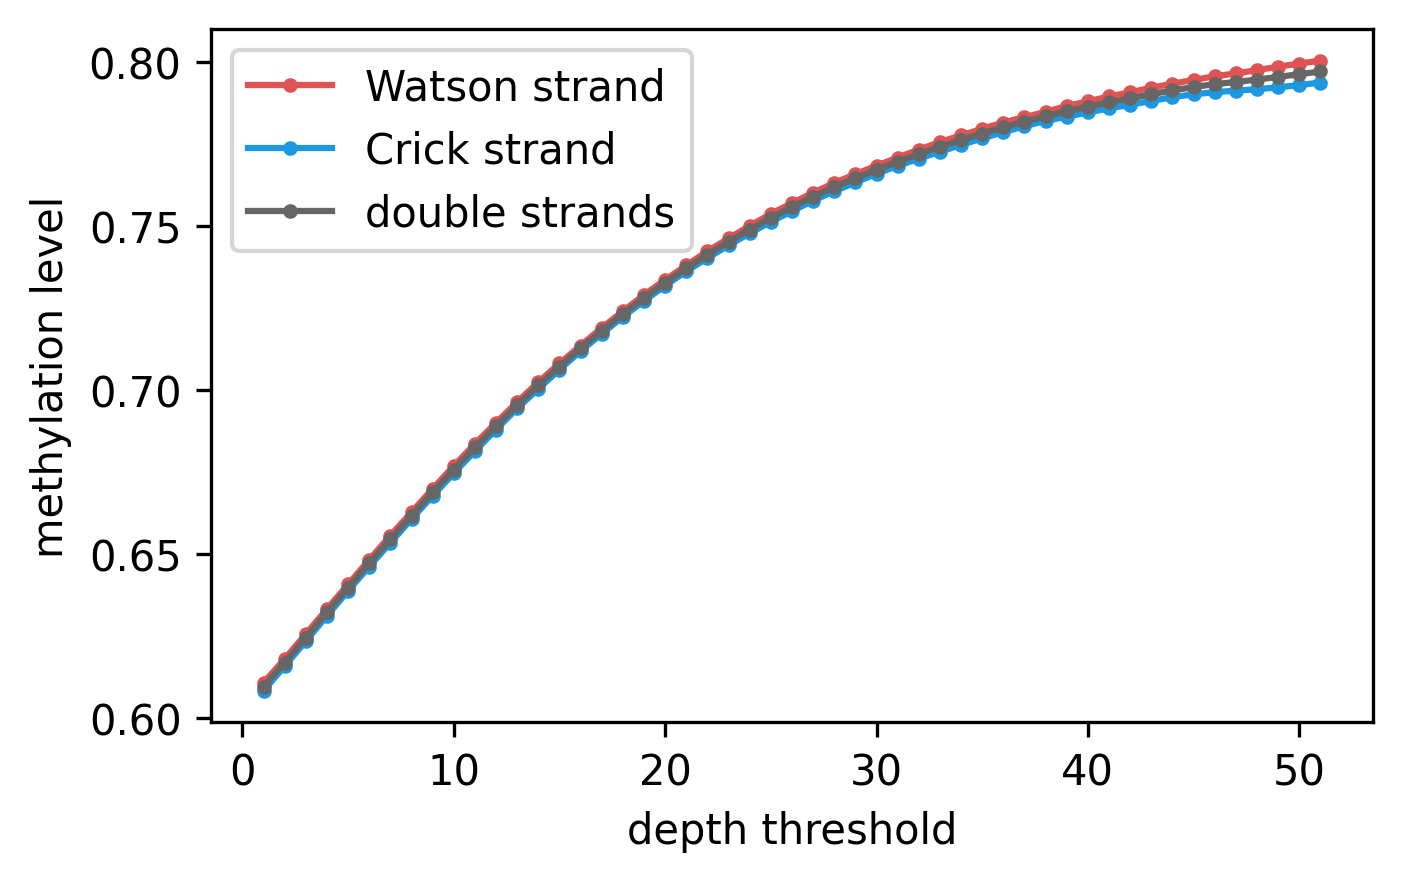 Watson strand
Crick strand
double strands
methylation level
0.80
0.75
0.70
0.65
0.60
0 10 20 30 40 50
depth threshold